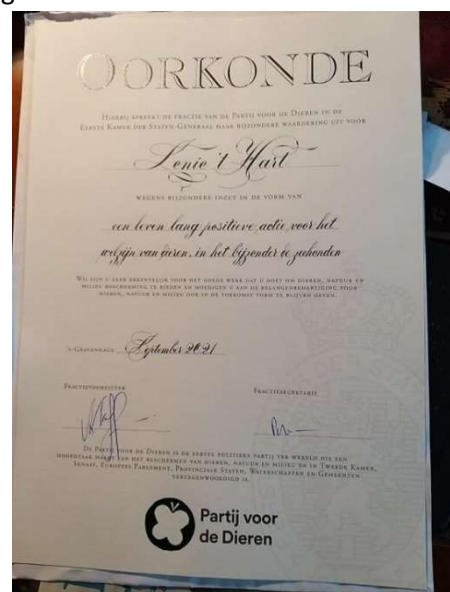 OORKONDE
HIERBIJ SPREEKT DE FRACTIE VAN DE PARTIJ VOOR DE DIEREN IN DE
EERSTE KAMER DER STATEN-GENERAAL HAAR BIJZONDERE WAARDERING UIT VOOR
Lenie 't Hart
WEGENS BIJZONDERE INZET IN DE VORM VAN
een leven lang positieve actie voor het
welzijn van dieren, in het bijzonder de zeehonden
WIJ ZIJN U ZEER ERKENTELIJK VOOR HET GOEDE WERK DAT U DOET OM DIEREN, NATUUR EN
MILIEU BESCHERMING TE BIEDEN EN MOEDIGEN U AAN DE BELANGENBEHARTIGING VOOR
DIEREN, NATUUR EN MILIEU OOK IN DE TOEKOMST VORM TE BLIJVEN GEVEN.
'S-GRAVENHAGE September 2021
FRACTIEVOORZITTER FRACTIESECRETARIS
DE PARTIJ VOOR DE DIEREN IS DE EERSTE POLITIEKE PARTIJ TER WERELD DIE EEN
HOOFDTAAK MAAKT VAN HET BESCHERMEN VAN DIEREN, NATUUR EN MILIEU EN IN TWEEDE KAMER,
SENAAT, EUROPEES PARLEMENT, PROVINCIALE STATEN, WATERSCHAPPEN EN GEMEENTEN
VERTEGENWOORDIGD IS.
Partij voor
de Dieren